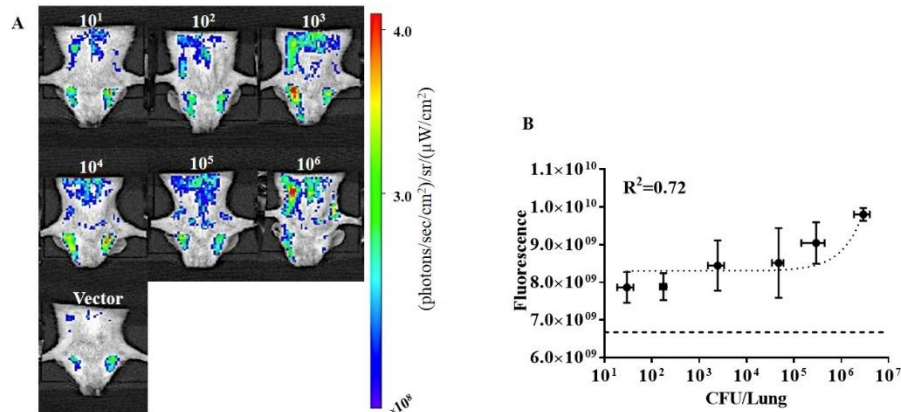 A
10¹
10²
10³
10⁴
10⁵
10⁶
Vector
4.0
3.0
×10⁸
(photons/sec/cm²)/sr/(µW/cm²)
B
R²=0.72
Fluorescence
1.1×10¹⁰
1.0×10¹⁰
9.0×10⁰⁹
8.0×10⁰⁹
7.0×10⁰⁹
6.0×10⁰⁹
10¹ 10² 10³ 10⁴ 10⁵ 10⁶ 10⁷
CFU/Lung